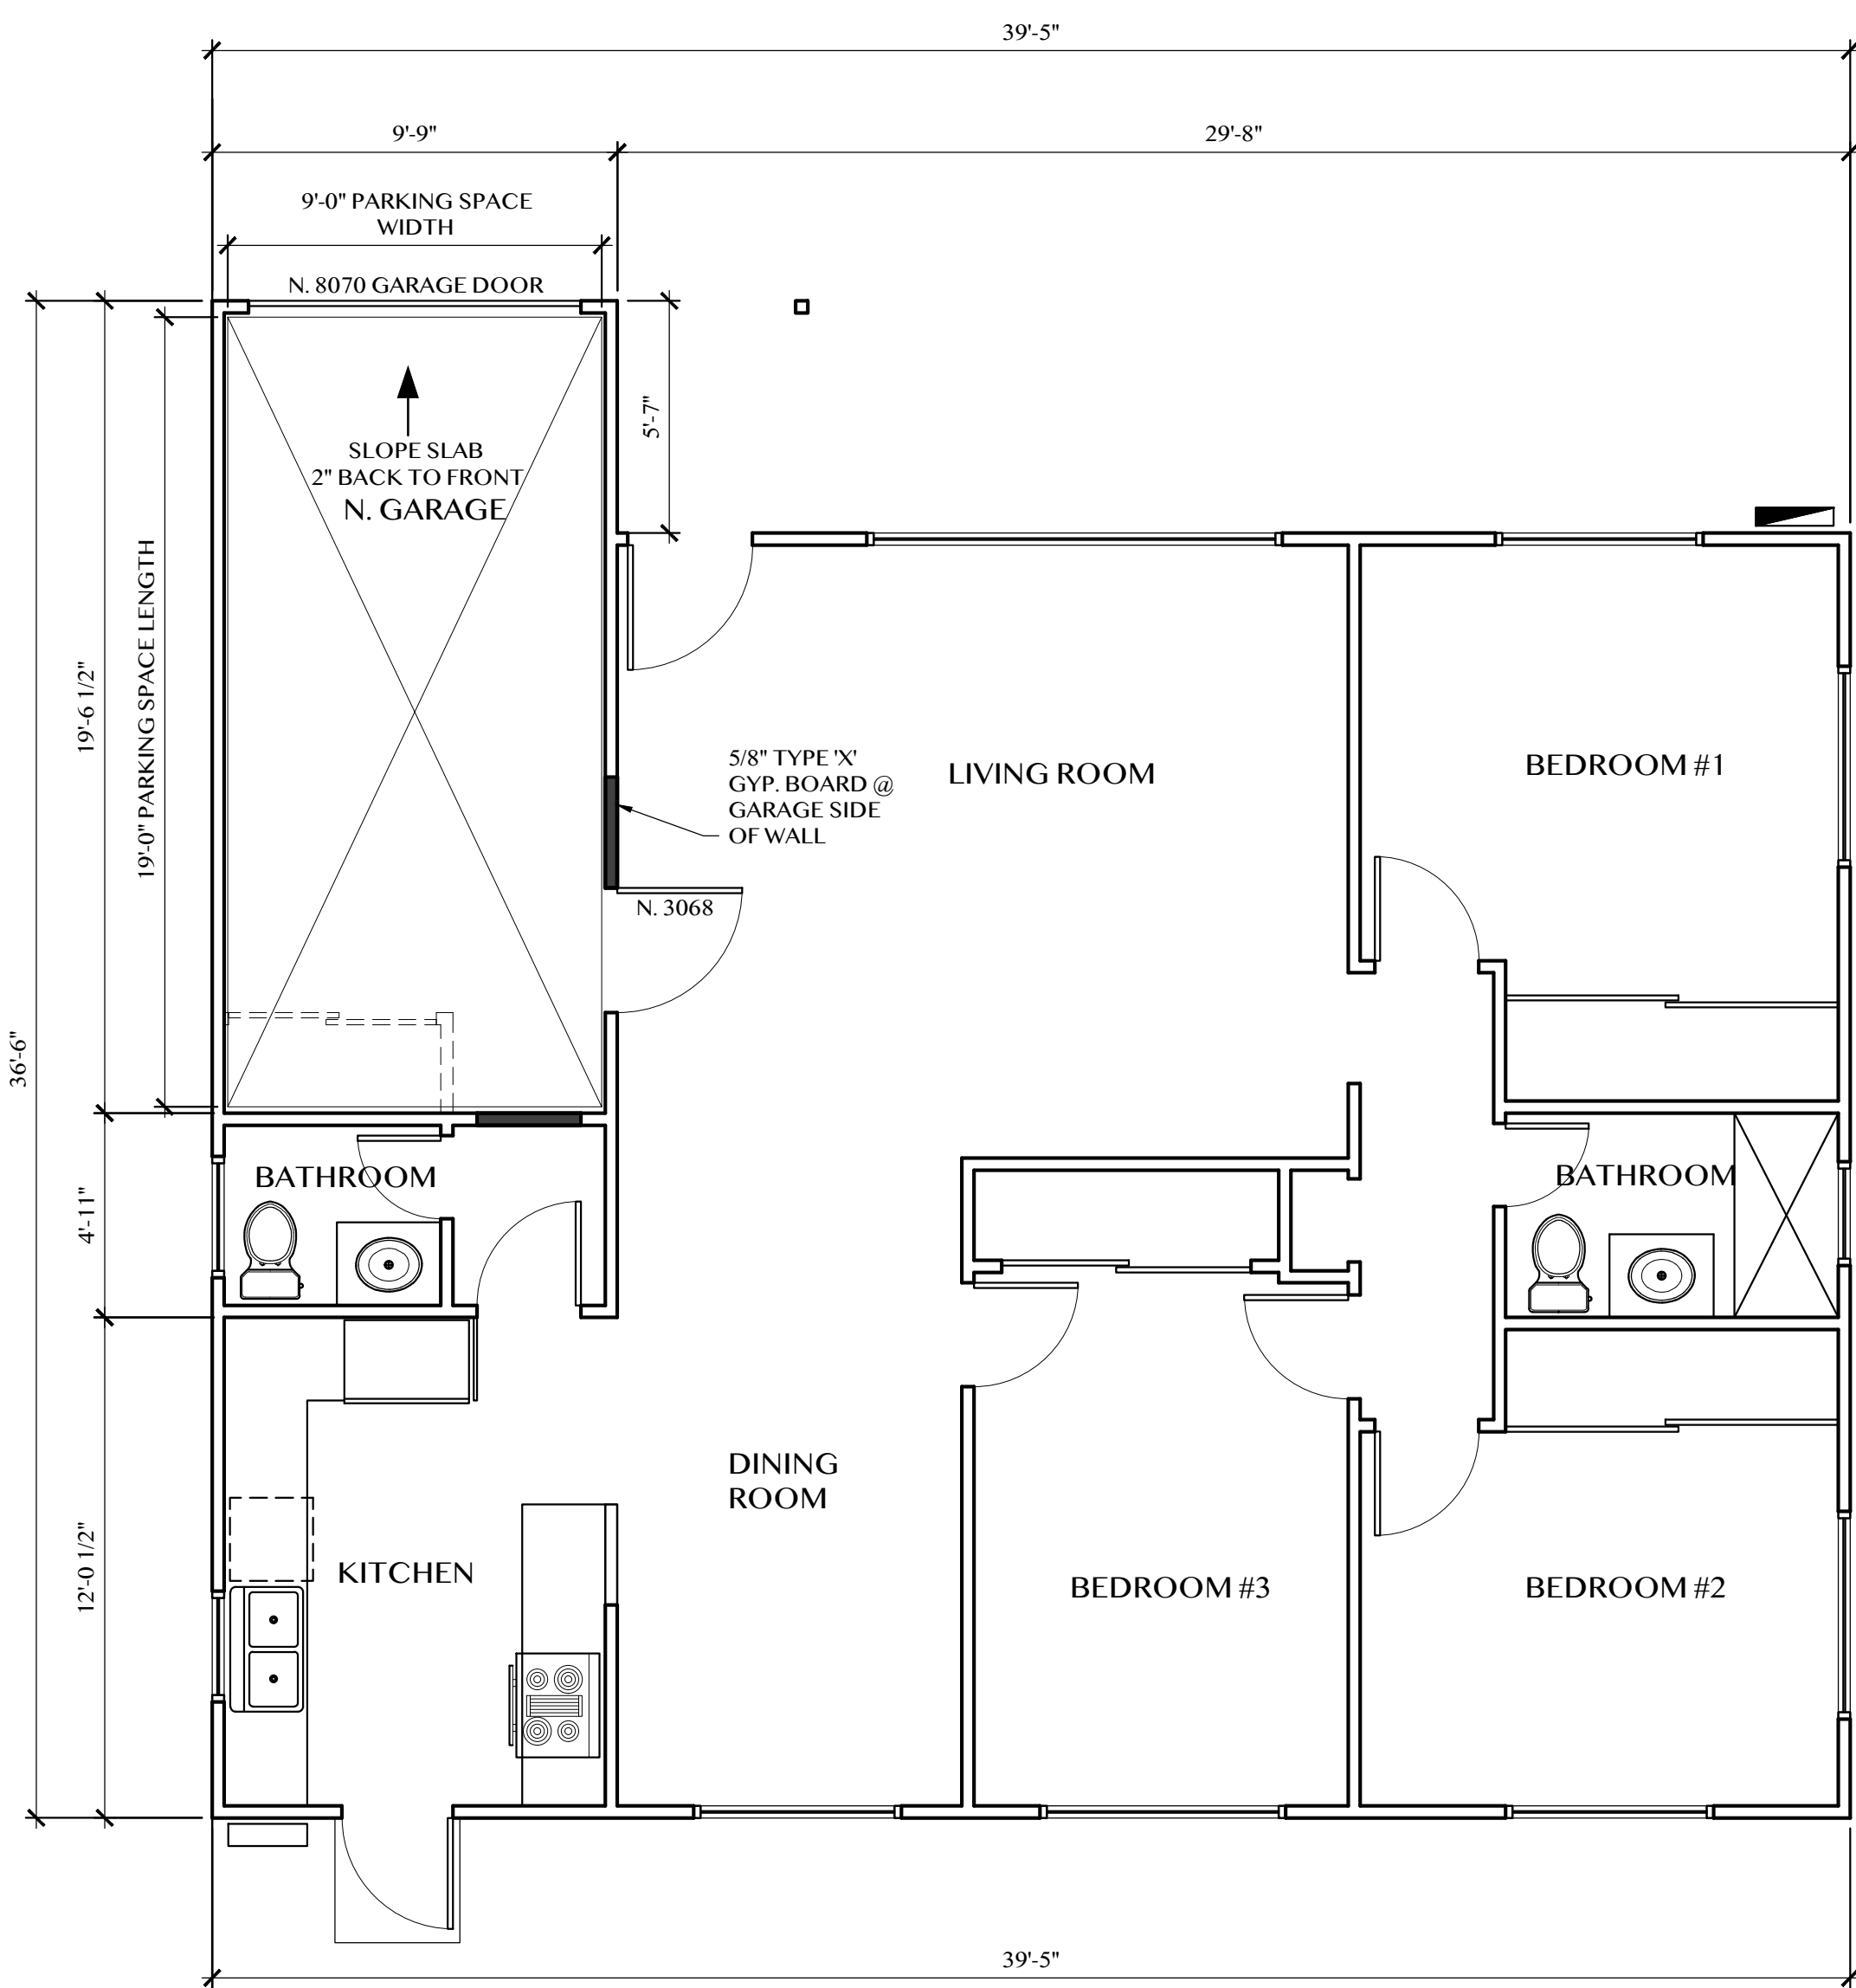 39'-5"
9'-9"
29'-8"
9'-0" PARKING SPACE
WIDTH
N. 8070 GARAGE DOOR
5'-7"
SLOPE SLAB
2" BACK TO FRONT
N. GARAGE
19'-0" PARKING SPACE LENGTH
19'-6 1/2"
36'-6"
5/8" TYPE 'X'
GYP. BOARD @
GARAGE SIDE
OF WALL
LIVING ROOM
BEDROOM #1
N. 3068
BATHROOM
BATHROOM
4'-11"
DINING
ROOM
KITCHEN
BEDROOM #3
BEDROOM #2
12'-0 1/2"
39'-5"